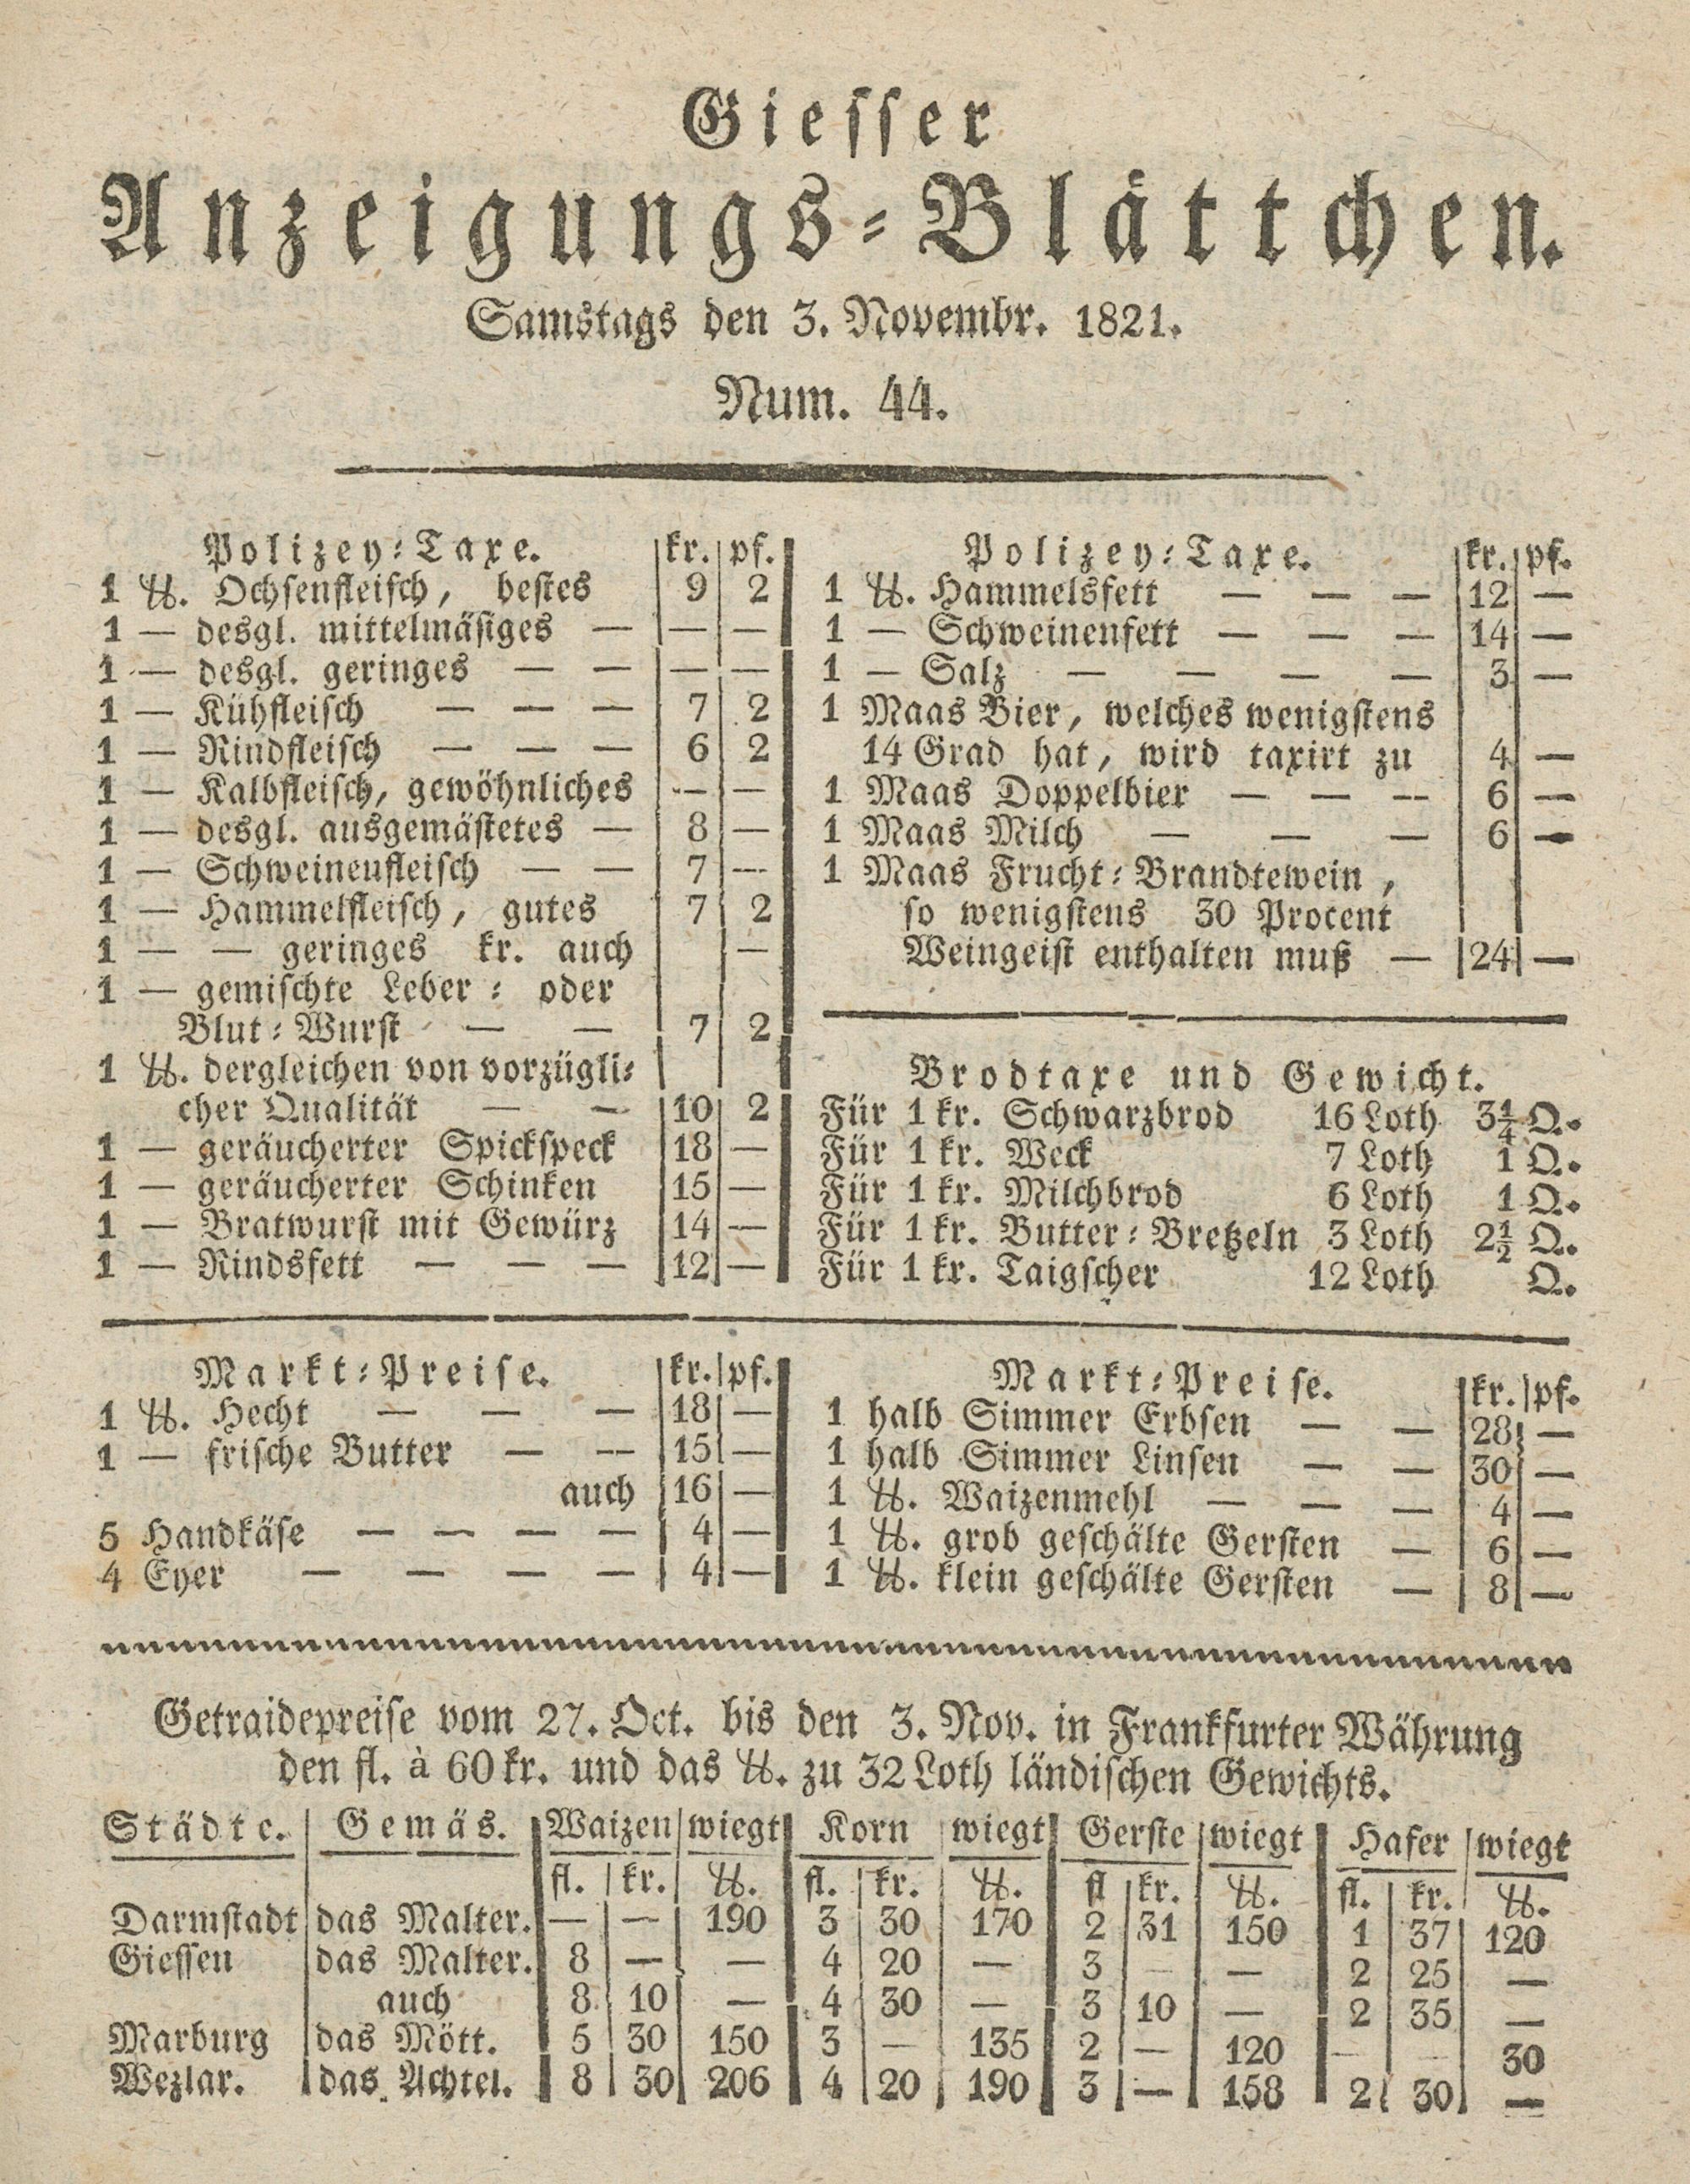 Giesser
Anzeigungs-Blättchen.
Samstags den 3. Novembr. 1821.
Num. 44.
Polizey-Taxe. kr. pf.
1 ℔. Ochsenfleisch, bestes 9 2
1 — desgl. mittelmäsiges — — —
1 — desgl. geringes — — — —
1 — Kühfleisch — — — 7 2
1 — Rindfleisch — — — 6 2
1 — Kalbfleisch, gewöhnliches — —
1 — desgl. ausgemästetes — 8 —
1 — Schweinenfleisch — — 7 —
1 — Hammelfleisch, gutes 7 2
1 — — geringes kr. auch —
1 — gemischte Leber- oder
Blut-Wurst — — 7 2
1 ℔. dergleichen von vorzügli-
cher Qualität — — 10 2
1 — geräucherter Spickspeck 18 —
1 — geräucherter Schinken 15 —
1 — Bratwurst mit Gewürz 14 —
1 — Rindsfett — — — 12 —
Polizey-Taxe. kr. pf.
1 ℔. Hammelsfett — — — 12 —
1 — Schweinenfett — — — 14 —
1 — Salz — — — — 3 —
1 Maas Bier, welches wenigstens
14 Grad hat, wird taxirt zu 4 —
1 Maas Doppelbier — — — 6 —
1 Maas Milch — — — 6 —
1 Maas Frucht-Brandtewein,
so wenigstens 30 Procent
Weingeist enthalten muß — 24 —
Brodtaxe und Gewicht.
Für 1 kr. Schwarzbrod 16 Loth 3¼ Q.
Für 1 kr. Weck 7 Loth 1 Q.
Für 1 kr. Milchbrod 6 Loth 1 Q.
Für 1 kr. Butter-Bretzeln 3 Loth 2½ Q.
Für 1 kr. Taigscher 12 Loth Q.
Markt-Preise. kr. pf.
1 ℔. Hecht — — — 18 —
1 — frische Butter — — 15 —
auch 16 —
5 Handkäse — — — — 4 —
4 Eyer — — — — 4 —
Markt-Preise. kr. pf.
1 halb Simmer Erbsen — — 28 —
1 halb Simmer Linsen — — 30 —
1 ℔. Waizenmehl — — — 4 —
1 ℔. grob geschälte Gersten — 6 —
1 ℔. klein geschälte Gersten — 8 —
Getraidepreise vom 27. Oct. bis den 3. Nov. in Frankfurter Währung
den fl. à 60 kr. und das ℔. zu 32 Loth ländischen Gewichts.
Städte. Gemäs. Waizen wiegt Korn wiegt Gerste wiegt Hafer wiegt
fl. kr. ℔. fl. kr. ℔. fl kr. ℔. fl. kr. ℔.
Darmstadt das Malter. — — 190 3 30 170 2 31 150 1 37 120
Giessen das Malter. 8 — — 4 20 — 3 — — 2 25 —
auch 8 10 — 4 30 — 3 10 — 2 35 —
Marburg das Mött. 5 30 150 3 — 135 2 — 120 — — 30
Wezlar. das Achtel. 8 30 206 4 20 190 3 — 158 2 30 —